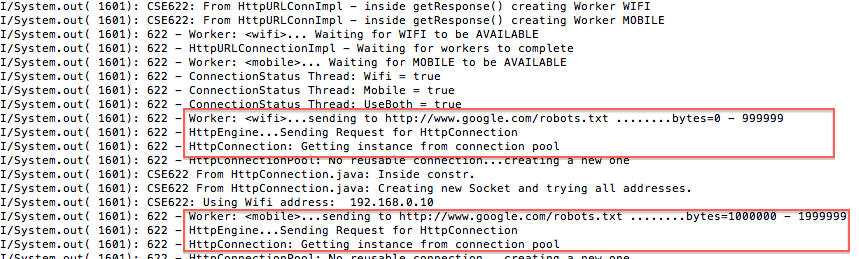 I/System.out( 1601): CSE622: From HttpURLConnImpl - inside getResponse() creating Worker WIFI
I/System.out( 1601): CSE622: From HttpURLConnImpl - inside getResponse() creating Worker MOBILE
I/System.out( 1601): 622 - Worker: <wifi>... Waiting for WIFI to be AVAILABLE
I/System.out( 1601): 622 - HttpURLConnectionImpl - Waiting for workers to complete
I/System.out( 1601): 622 - Worker: <mobile>... Waiting for MOBILE to be AVAILABLE
I/System.out( 1601): 622 - ConnectionStatus Thread: Wifi = true
I/System.out( 1601): 622 - ConnectionStatus Thread: Mobile = true
I/System.out( 1601): 622 - ConnectionStatus Thread: UseBoth = true
I/System.out( 1601): 622 - Worker: <wifi>...sending to http://www.google.com/robots.txt ........bytes=0 - 999999
I/System.out( 1601): 622 - HttpEngine...Sending Request for HttpConnection
I/System.out( 1601): 622 - HttpConnection: Getting instance from connection pool
I/System.out( 1601): 622 - HttpConnectionPool: No reusable connection...creating a new one
I/System.out( 1601): CSE622 From HttpConnection.java: Inside constr.
I/System.out( 1601): CSE622 From HttpConnection.java: Creating new Socket and trying all addresses.
I/System.out( 1601): CSE622: Using Wifi address:  192.168.0.10
I/System.out( 1601): 622 - Worker: <mobile>...sending to http://www.google.com/robots.txt ........bytes=1000000 - 1999999
I/System.out( 1601): 622 - HttpEngine...Sending Request for HttpConnection
I/System.out( 1601): 622 - HttpConnection: Getting instance from connection pool
I/System.out( 1601): 622 - HttpConnectionPool: No reusable connection...creating a new one